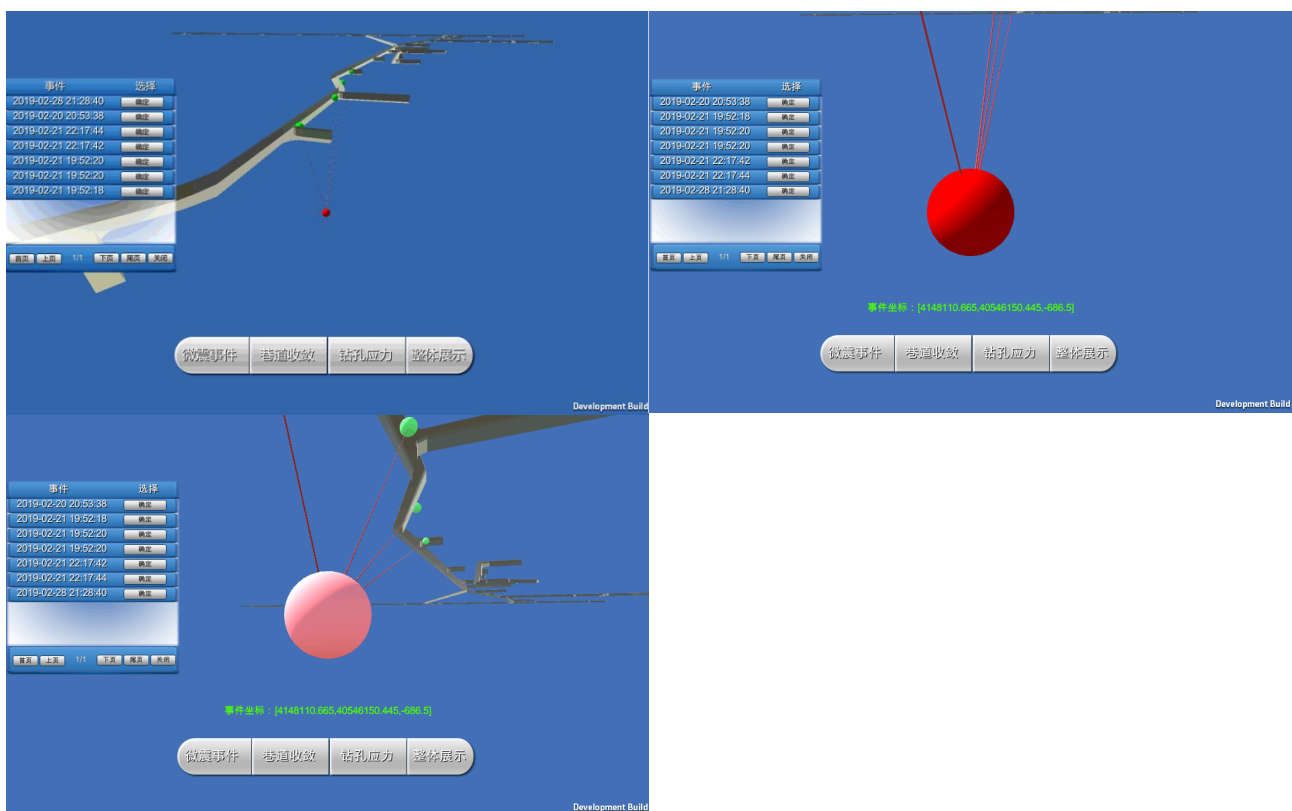 事件 选择
2019-02-28 21:28:40 确定
2019-02-20 20:53:38 确定
2019-02-21 22:17:44 确定
2019-02-21 22:17:42 确定
2019-02-21 19:52:20 确定
2019-02-21 19:52:20 确定
2019-02-21 19:52:18 确定
首页 上页 1/1 下页 尾页 关闭
微震事件 巷道收敛 钻孔应力 整体展示
Development Build
事件 选择
2019-02-20 20:53:38 确定
2019-02-21 19:52:18 确定
2019-02-21 19:52:20 确定
2019-02-21 19:52:20 确定
2019-02-21 22:17:42 确定
2019-02-21 22:17:44 确定
2019-02-28 21:28:40 确定
首页 上页 1/1 下页 尾页 关闭
事件坐标：[4148110.665,40546150.445,-686.5]
微震事件 巷道收敛 钻孔应力 整体展示
Development Build
事件 选择
2019-02-20 20:53:38 确定
2019-02-21 19:52:18 确定
2019-02-21 19:52:20 确定
2019-02-21 19:52:20 确定
2019-02-21 22:17:42 确定
2019-02-21 22:17:44 确定
2019-02-28 21:28:40 确定
首页 上页 1/1 下页 尾页 关闭
事件坐标：[4148110.665,40546150.445,-686.5]
微震事件 巷道收敛 钻孔应力 整体展示
Development Build